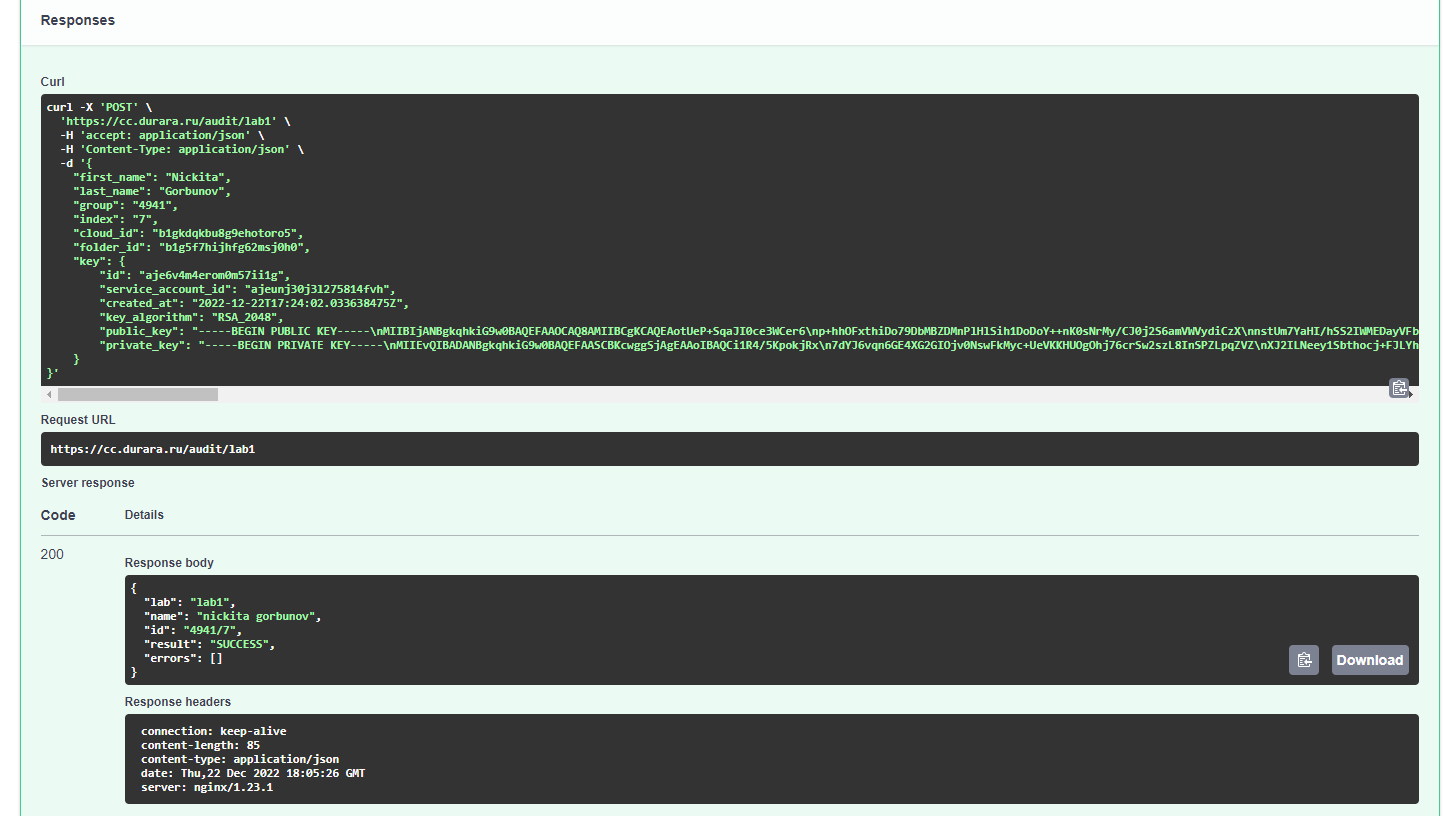 Responses
Curl
curl -X 'POST' \
'https://cc.durara.ru/audit/lab1' \
-H 'accept: application/json' \
-H 'Content-Type: application/json' \
-d '{
"first_name": "Nickita",
"last_name": "Gorbunov",
"group": "4941",
"index": "7",
"cloud_id": "b1gkdqkbu8g9ehotoro5",
"folder_id": "b1g5f7hijhfg62msj0h0",
"key": {
"id": "aje6v4m4erom0m57ii1g",
"service_account_id": "ajeunj30j3l275814fvh",
"created_at": "2022-12-22T17:24:02.033638475Z",
"key_algorithm": "RSA_2048",
"public_key": "-----BEGIN PUBLIC KEY-----\nMIIBIjANBgkqhkiG9w0BAQEFAAOCAQ8AMIIBCgKCAQEAotUeP+SqaJI0ce3WCer6\np+hhOFxthiDo79DbMBZDMnPlHlSih1DoDoY++nK0sNrMy/CJ0j2S6amVWVydiCzX\nnstUm7YaHI/hSS2IWMEDayVFb
"private_key": "-----BEGIN PRIVATE KEY-----\nMIIEvQIBADANBgkqhkiG9w0BAQEFAASCBKcwggSjAgEAAoIBAQCi1R4/5KpokjRx\n7dYJ6vqn6GE4XG2GIOjv0NswFkMyc+UeVKKHUOgOhj76crSw2szL8InSPZLpqZVZ\nXJ2ILNeey1Sbthocj+FJLYh
}
}'
Request URL
https://cc.durara.ru/audit/lab1
Server response
Code Details
200
Response body
{
"lab": "lab1",
"name": "nickita gorbunov",
"id": "4941/7",
"result": "SUCCESS",
"errors": []
}
Download
Response headers
connection: keep-alive
content-length: 85
content-type: application/json
date: Thu,22 Dec 2022 18:05:26 GMT
server: nginx/1.23.1